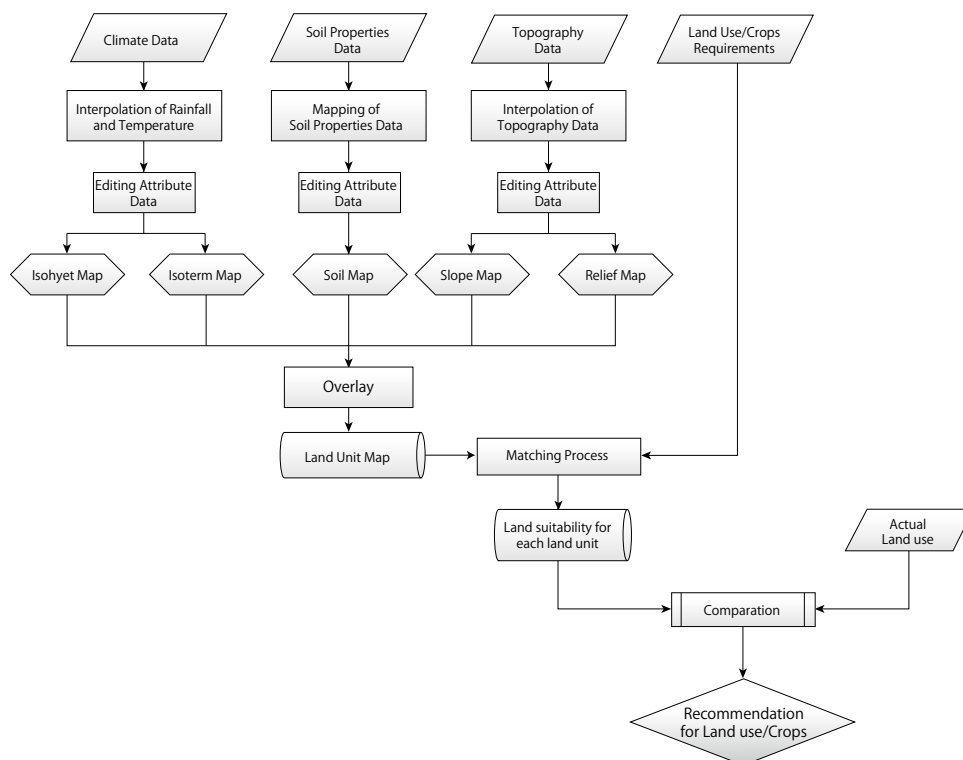 Climate Data
Soil Properties
Data
Topography
Data
Land Use/Crops
Requirements
Interpolation of Rainfall
and Temperature
Mapping of
Soil Properties Data
Interpolation of
Topography Data
Editing Attribute
Data
Editing Attribute
Data
Editing Attribute
Data
Isohyet Map
Isoterm Map
Soil Map
Slope Map
Relief Map
Overlay
Land Unit Map
Matching Process
Land suitability for
each land unit
Actual
Land use
Comparation
Recommendation
for Land use/Crops